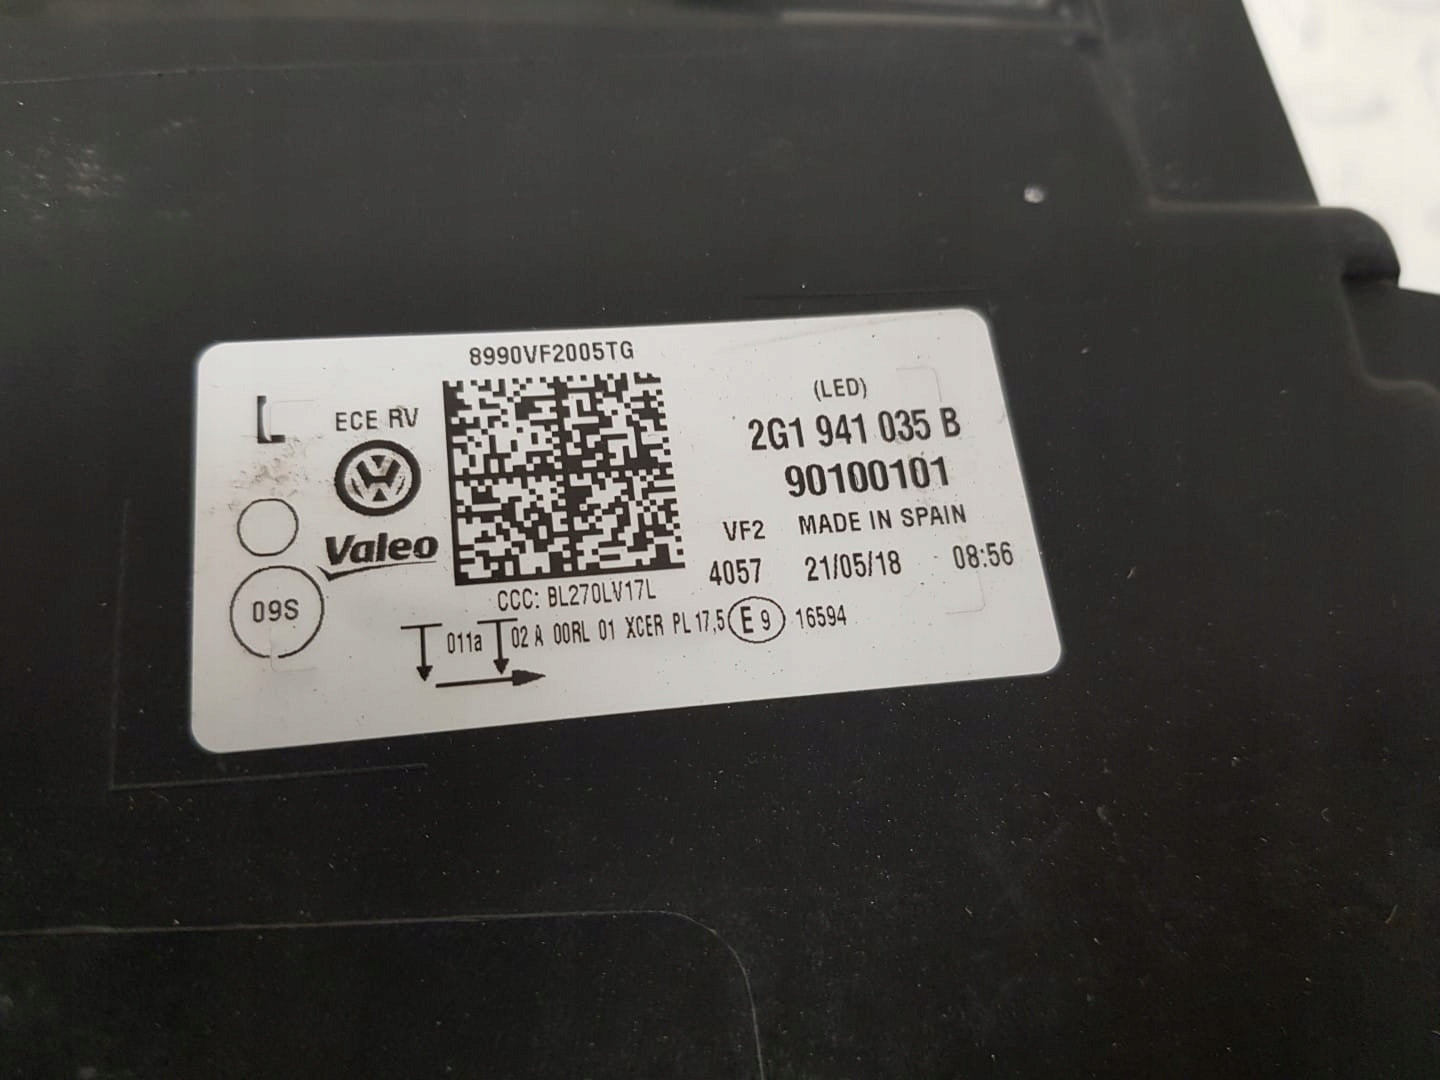 8990VF2005TG
L
ECE RV
(LED)
2G1 941 035 B
90100101
Valeo
VF2 MADE IN SPAIN
4057 21/05/18 08:56
09S
CCC: BL270LV17L
011a 02 A 00RL 01 XCER PL 17,5 E 9 16594